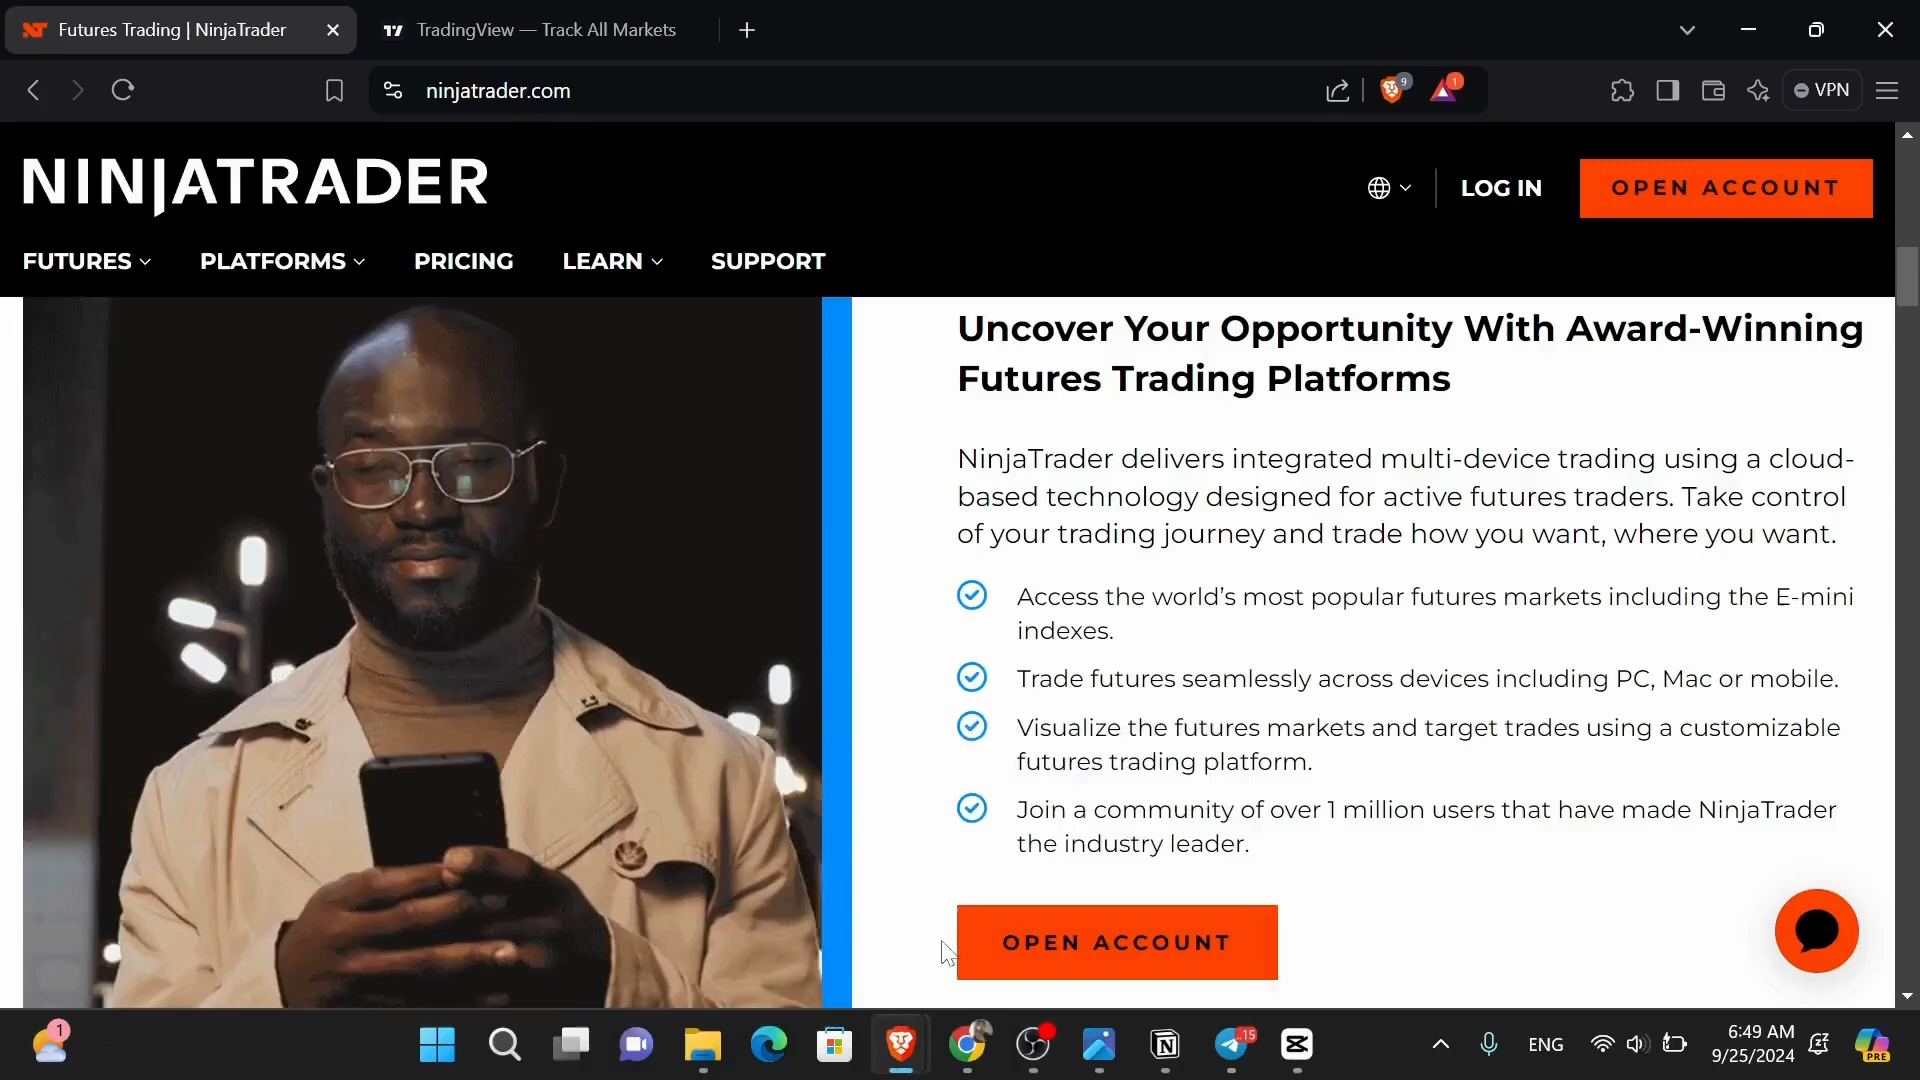 Futures Trading | NinjaTrader
TradingView — Track All Markets
ninjatrader.com
9
1
VPN
NINJATRADER
LOG IN
OPEN ACCOUNT
FUTURES
PLATFORMS
PRICING
LEARN
SUPPORT
Uncover Your Opportunity With Award-Winning
Futures Trading Platforms
NinjaTrader delivers integrated multi-device trading using a cloud-
based technology designed for active futures traders. Take control
of your trading journey and trade how you want, where you want.
Access the world’s most popular futures markets including the E-mini
indexes.
Trade futures seamlessly across devices including PC, Mac or mobile.
Visualize the futures markets and target trades using a customizable
futures trading platform.
Join a community of over 1 million users that have made NinjaTrader
the industry leader.
OPEN ACCOUNT
1
15
ENG
6:49 AM
9/25/2024
PRE